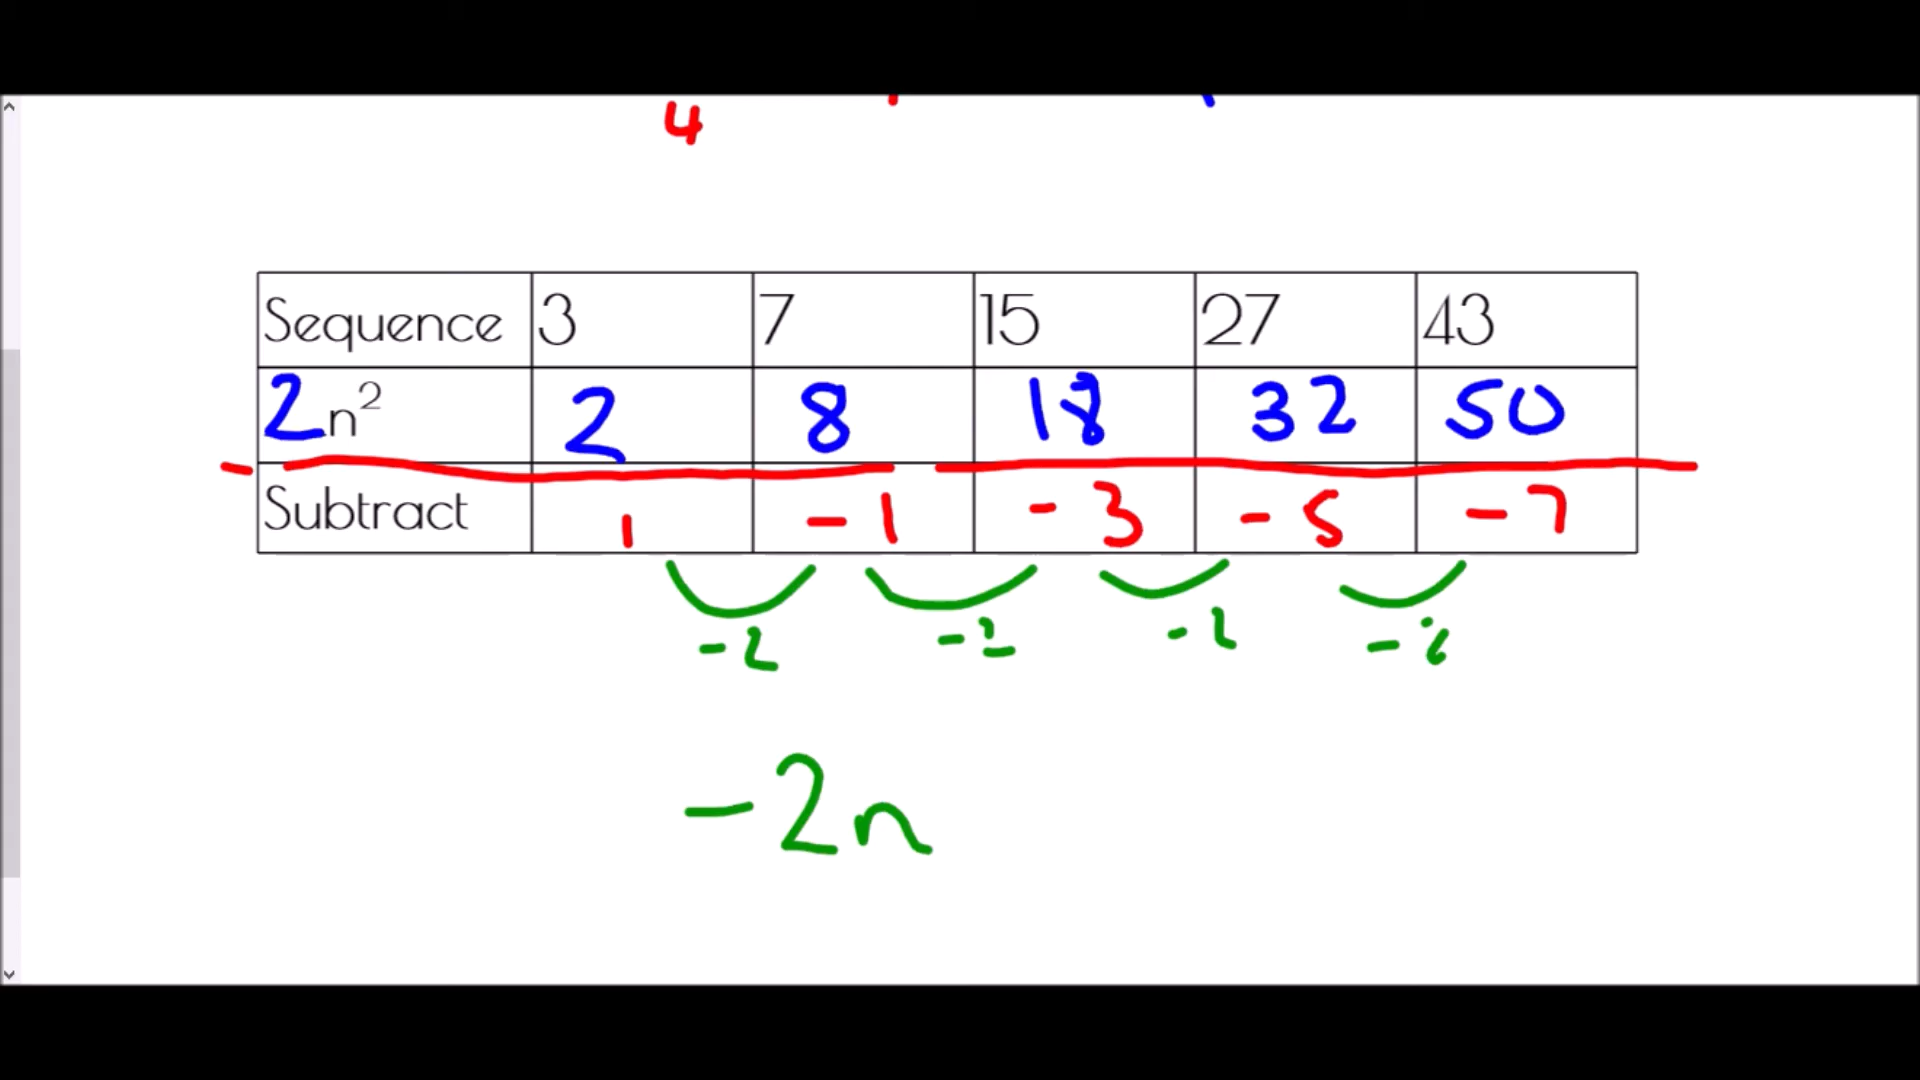 4
Sequence 3 7 15 27 43
2n² 2 8 18 32 50
-
Subtract 1 -1 -3 -5 -7
-2 -2 -2 -2
-2n